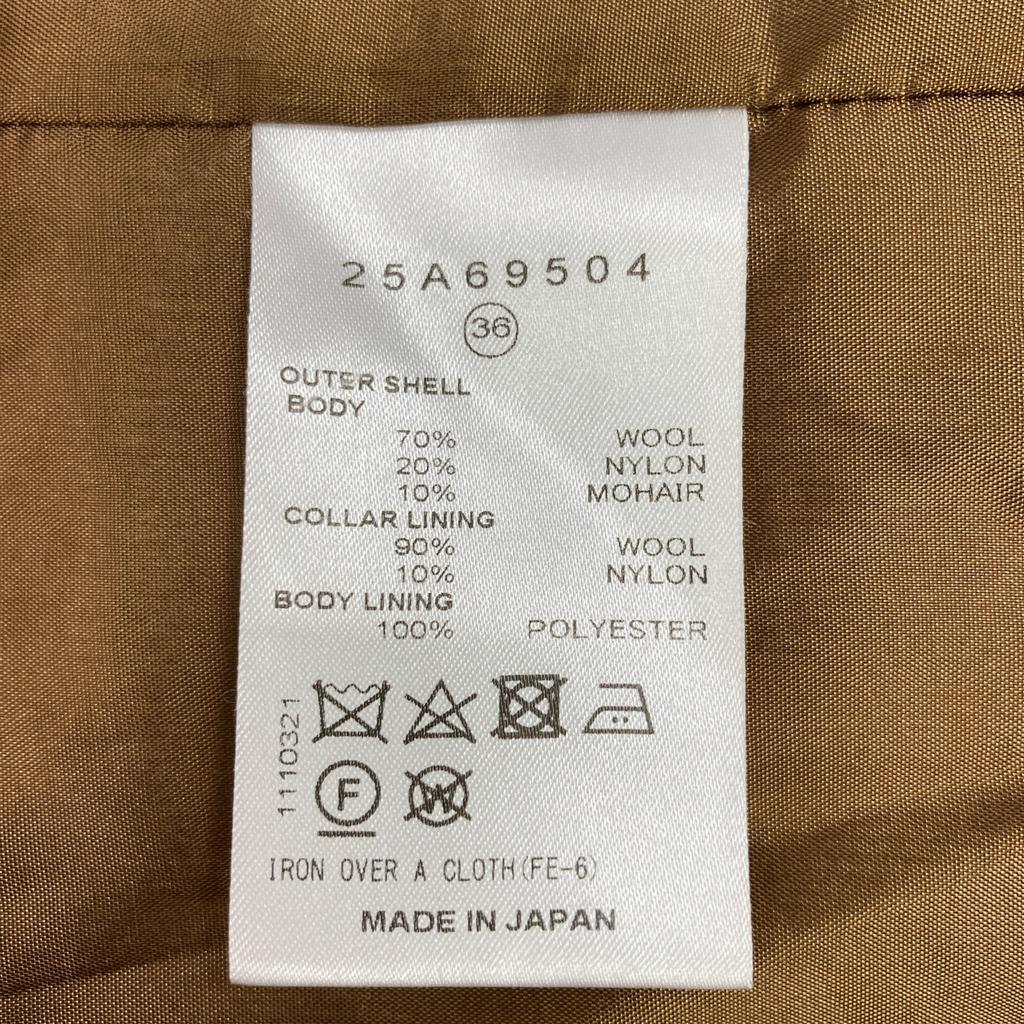 25A69504
36
OUTER SHELL
BODY
70% WOOL
20% NYLON
10% MOHAIR
COLLAR LINING
90% WOOL
10% NYLON
BODY LINING
100% POLYESTER
1110321
F W
IRON OVER A CLOTH(FE-6)
MADE IN JAPAN